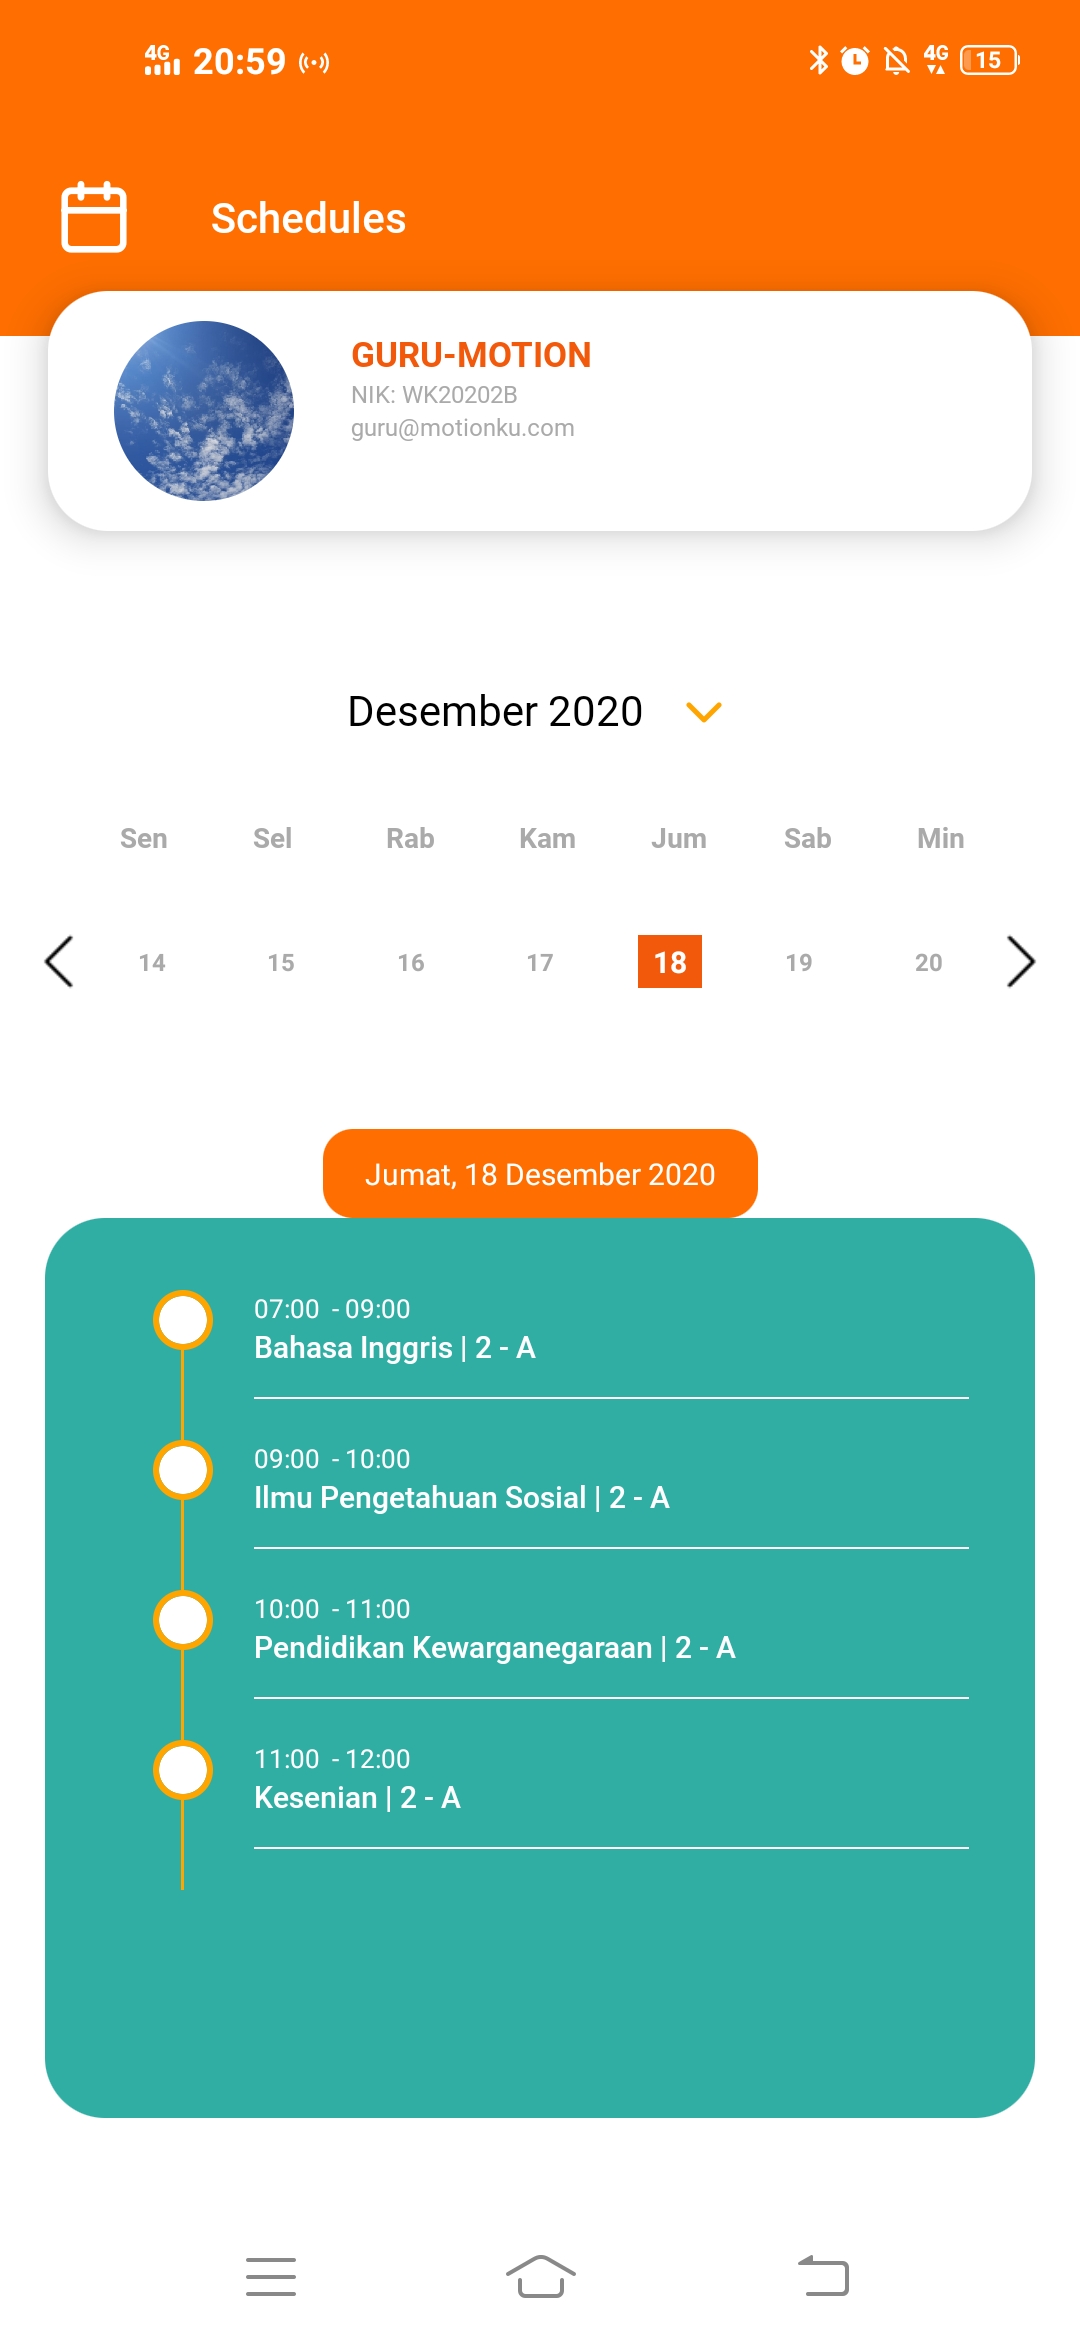 4G 20:59 4G 15
Schedules
GURU-MOTION
NIK: WK20202B
guru@motionku.com
Desember 2020
Sen Sel Rab Kam Jum Sab Min
14 15 16 17 18 19 20
Jumat, 18 Desember 2020
07:00 - 09:00
Bahasa Inggris | 2 - A
09:00 - 10:00
Ilmu Pengetahuan Sosial | 2 - A
10:00 - 11:00
Pendidikan Kewarganegaraan | 2 - A
11:00 - 12:00
Kesenian | 2 - A